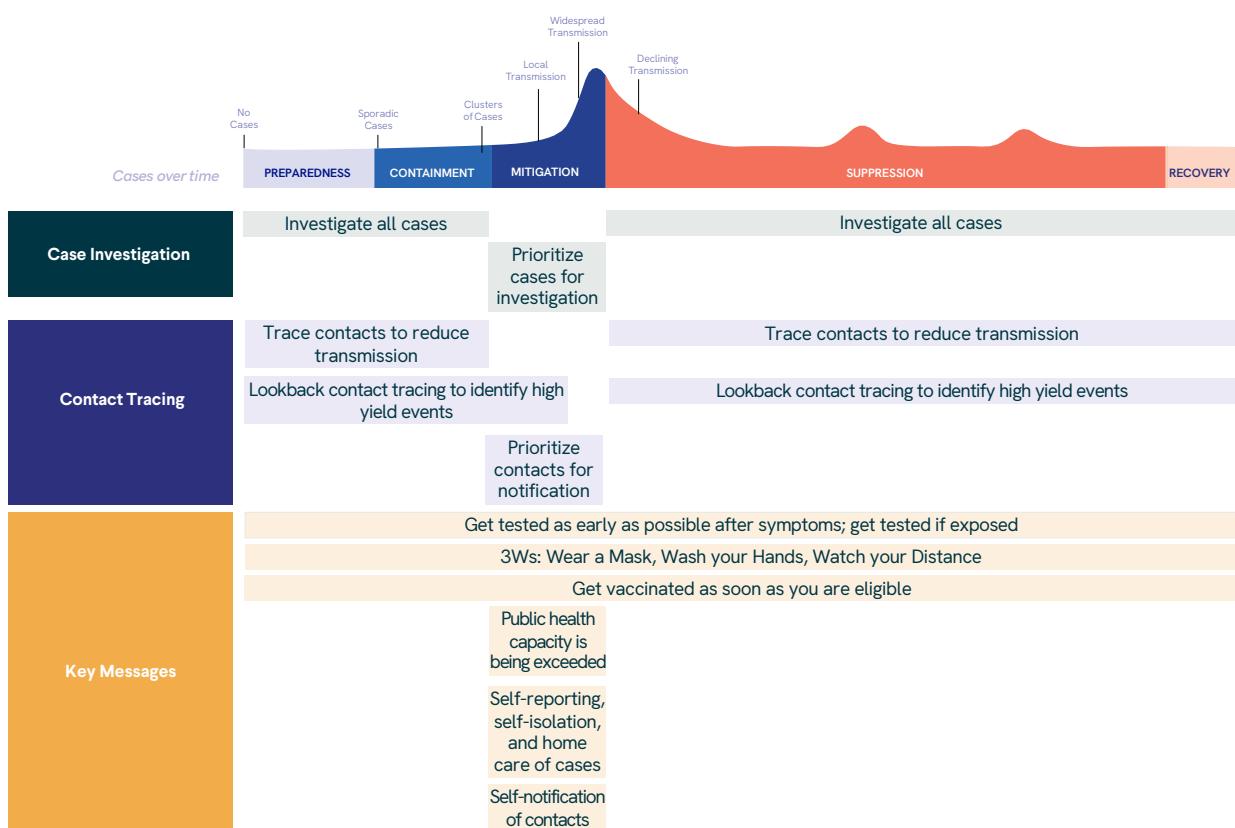 Widespread
Transmission
Declining
Transmission
Local
Transmission
Clusters
of Cases
No
Cases
Sporadic
Cases
Cases over time
PREPAREDNESS
CONTAINMENT
MITIGATION
SUPPRESSION
RECOVERY
Case Investigation
Investigate all cases
Investigate all cases
Prioritize
cases for
investigation
Contact Tracing
Trace contacts to reduce
transmission
Trace contacts to reduce transmission
Lookback contact tracing to identify high
yield events
Lookback contact tracing to identify high yield events
Prioritize
contacts for
notification
Key Messages
Get tested as early as possible after symptoms; get tested if exposed
3Ws: Wear a Mask, Wash your Hands, Watch your Distance
Get vaccinated as soon as you are eligible
Public health
capacity is
being exceeded
Self-reporting,
self-isolation,
and home
care of cases
Self-notification
of contacts